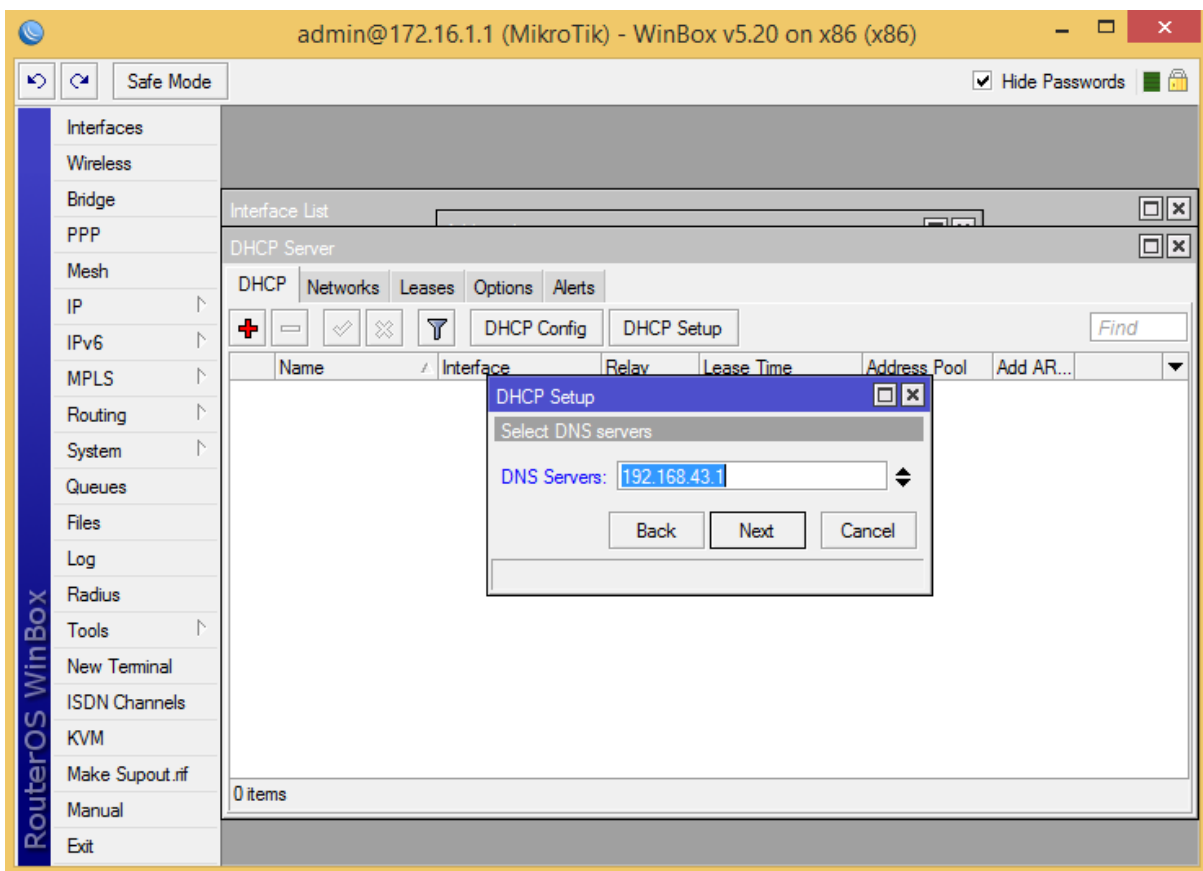 admin@172.16.1.1 (MikroTik) - WinBox v5.20 on x86 (x86)
Safe Mode
Hide Passwords
Interfaces
Wireless
Bridge
PPP
Mesh
IP
IPv6
MPLS
Routing
System
Queues
Files
Log
Radius
Tools
New Terminal
ISDN Channels
KVM
Make Supout.rif
Manual
Exit
RouterOS WinBox
Interface List
DHCP Server
DHCP Networks Leases Options Alerts
DHCP Config DHCP Setup Find
Name Interface Relay Lease Time Address Pool Add AR...
DHCP Setup
Select DNS servers
DNS Servers: 192.168.43.1
Back Next Cancel
0 items